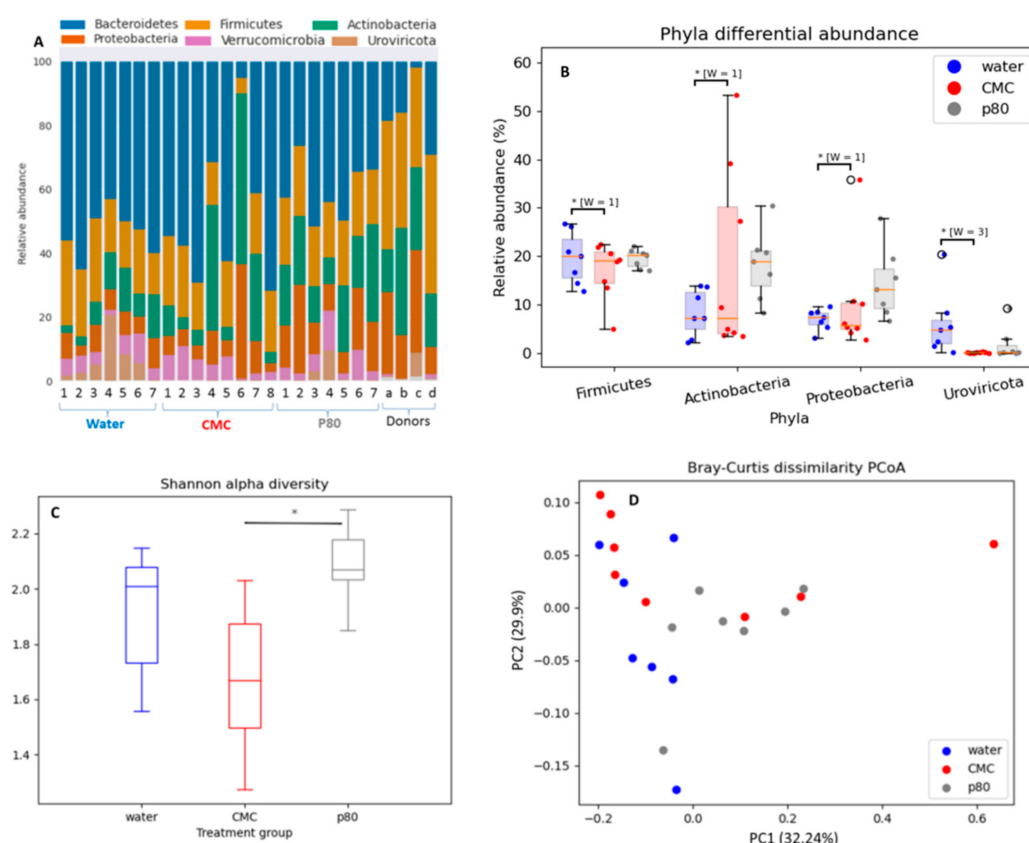 Bacteroidetes Firmicutes Actinobacteria
Proteobacteria Verrucomicrobia Uroviricota
A
100
80
60
40
20
0
Relative abundance
1 2 3 4 5 6 7 1 2 3 4 5 6 7 8 1 2 3 4 5 6 7 a b c d
Water CMC P80 Donors
Phyla differential abundance
B
water
CMC
p80
* [W = 1]
* [W = 1]
* [W = 1]
* [W = 3]
60
50
40
30
20
10
0
Relative abundance (%)
Firmicutes Actinobacteria Proteobacteria Uroviricota
Phyla
Shannon alpha diversity
C
*
2.2
2.0
1.8
1.6
1.4
water CMC p80
Treatment group
Bray-Curtis dissimilarity PCoA
D
0.10
0.05
0.00
−0.05
−0.10
−0.15
PC2 (29.9%)
water
CMC
p80
−0.2 0.0 0.2 0.4 0.6
PC1 (32.24%)